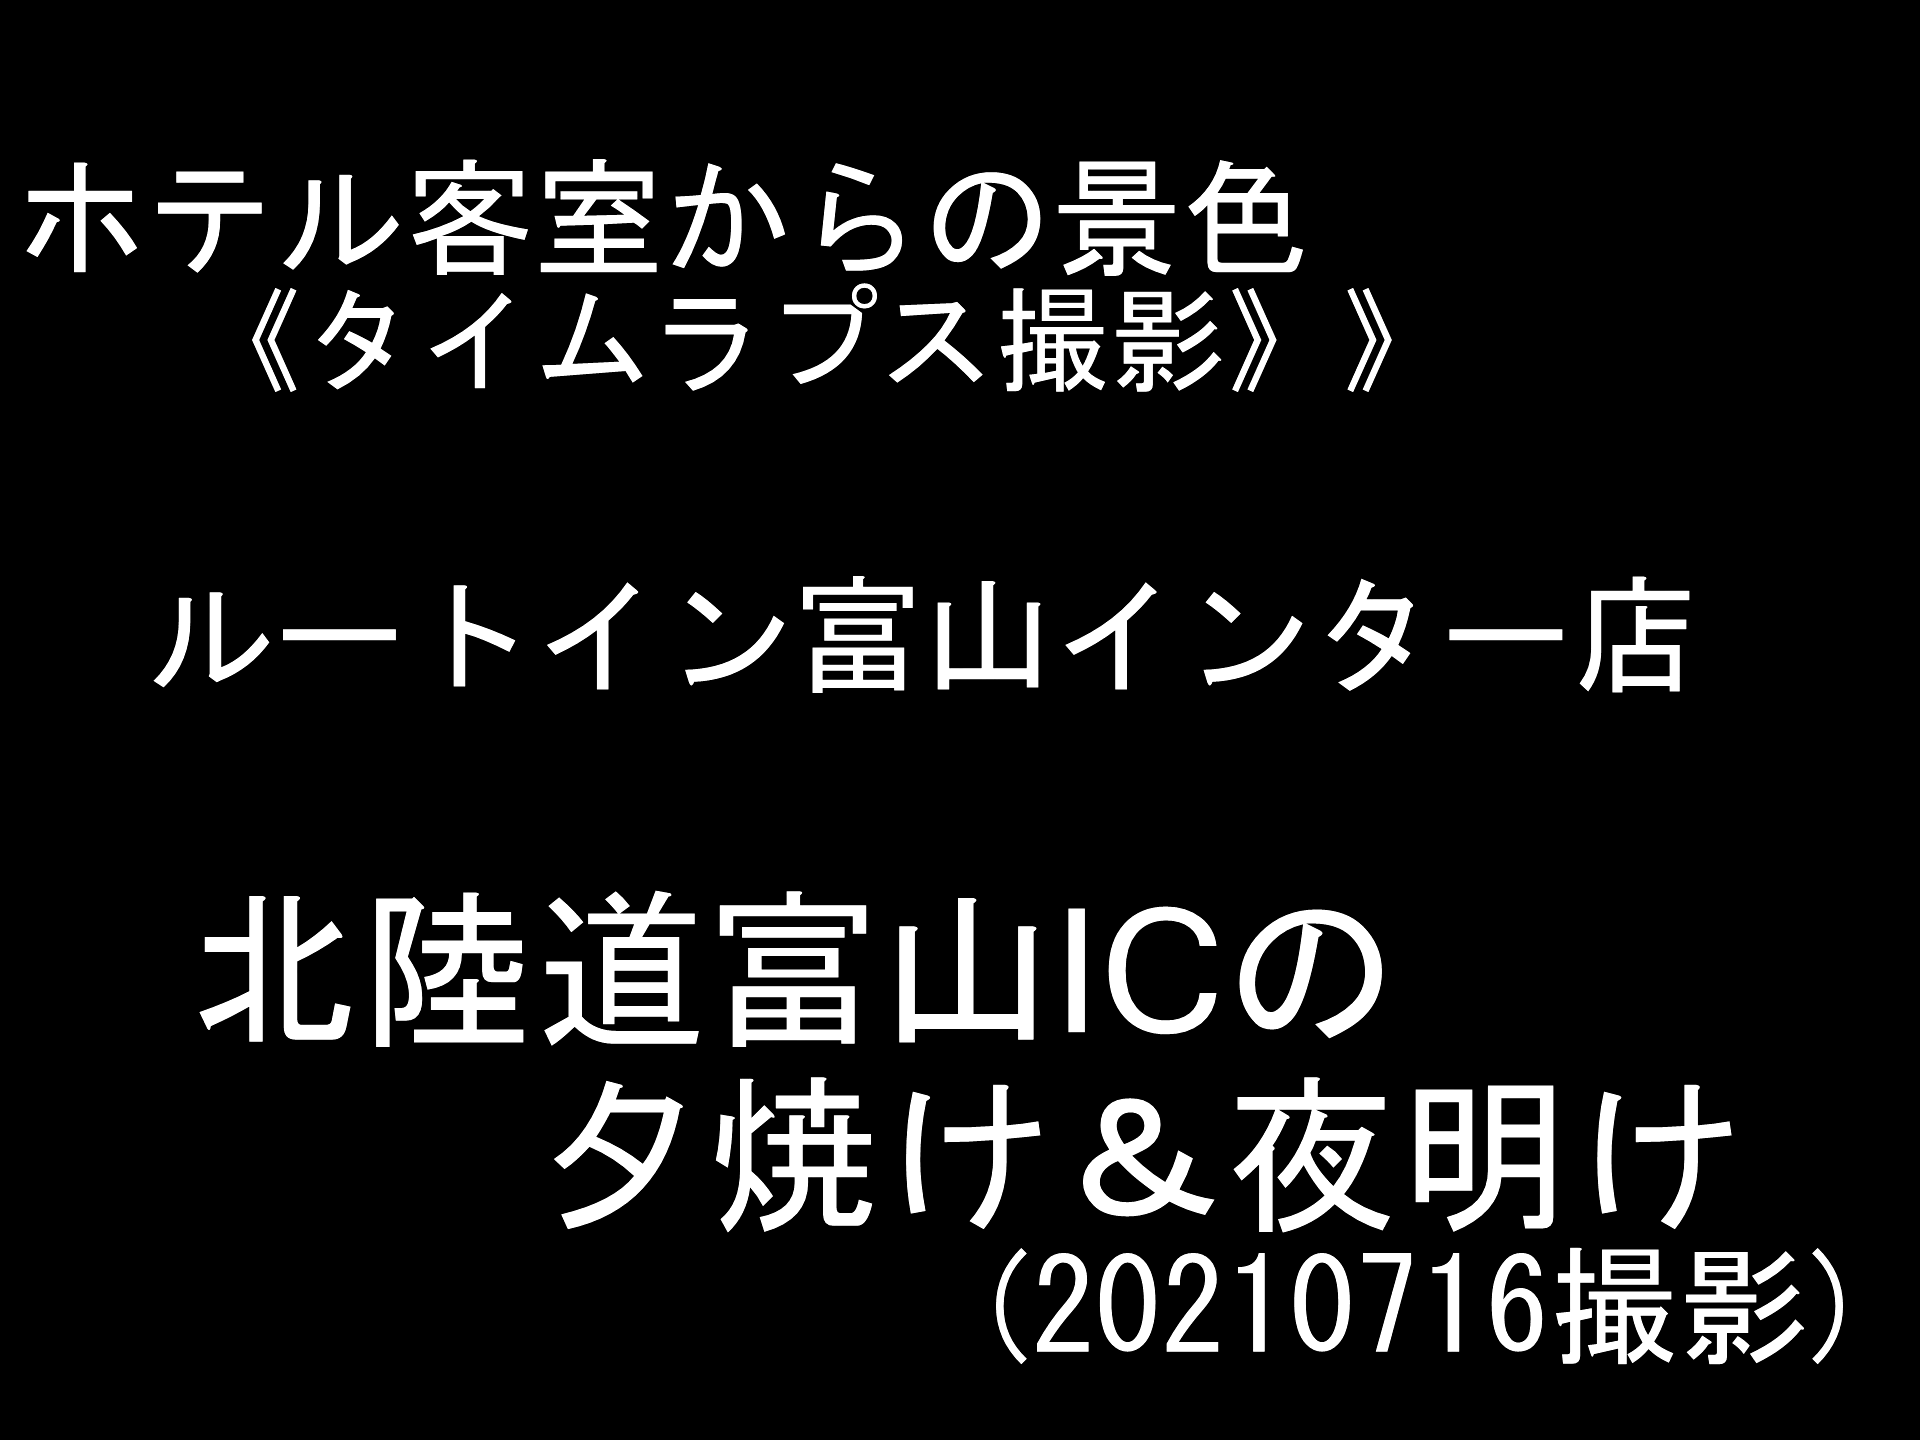 ホテル客室からの景色
《タイムラプス撮影》》
ルートイン富山インター店
北陸道富山ICの
夕焼け&夜明け
(20210716撮影)